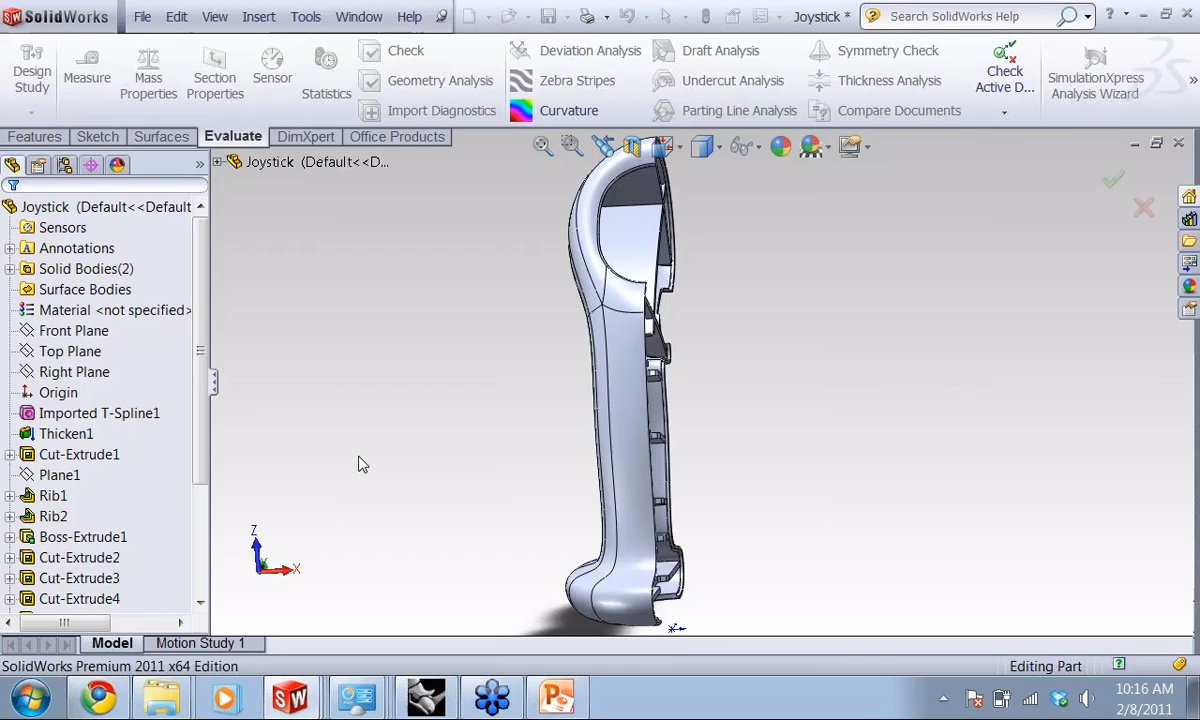 SolidWorks File Edit View Insert Tools Window Help Joystick * Search SolidWorks Help ?
Design Study
Measure
Mass Properties
Section Properties
Sensor
Statistics
Check
Geometry Analysis
Import Diagnostics
Deviation Analysis
Zebra Stripes
Curvature
Draft Analysis
Undercut Analysis
Parting Line Analysis
Symmetry Check
Thickness Analysis
Compare Documents
Check Active D...
SimulationXpress Analysis Wizard
Features Sketch Surfaces Evaluate DimXpert Office Products
Joystick (Default<<D...
Joystick (Default<<Default
Sensors
Annotations
Solid Bodies(2)
Surface Bodies
Material <not specified>
Front Plane
Top Plane
Right Plane
Origin
Imported T-Spline1
Thicken1
Cut-Extrude1
Plane1
Rib1
Rib2
Boss-Extrude1
Cut-Extrude2
Cut-Extrude3
Cut-Extrude4
Z
Y
X
Model Motion Study 1
SolidWorks Premium 2011 x64 Edition Editing Part ?
10:16 AM
2/8/2011